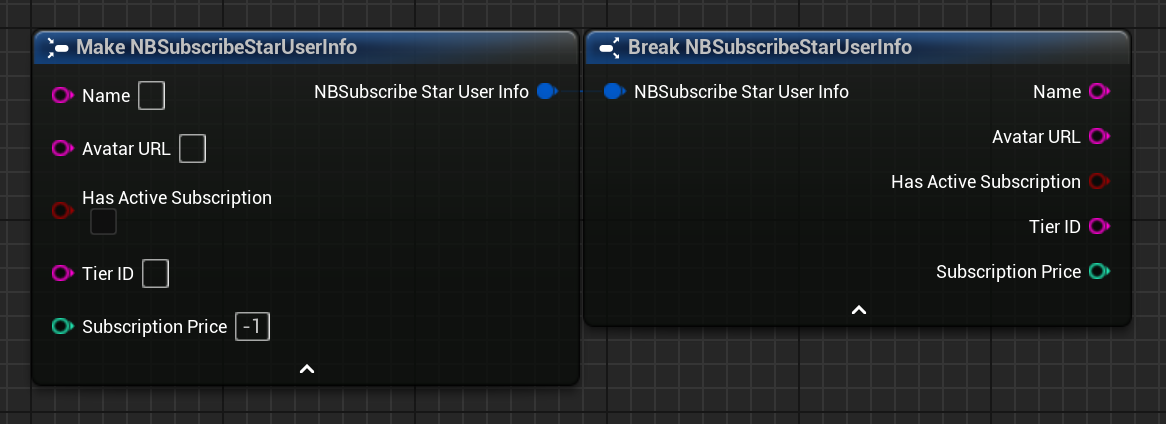 Make NBSubscribeStarUserInfo
Name
NBSubscribe Star User Info
Avatar URL
Has Active Subscription
Tier ID
Subscription Price -1
Break NBSubscribeStarUserInfo
NBSubscribe Star User Info
Name
Avatar URL
Has Active Subscription
Tier ID
Subscription Price